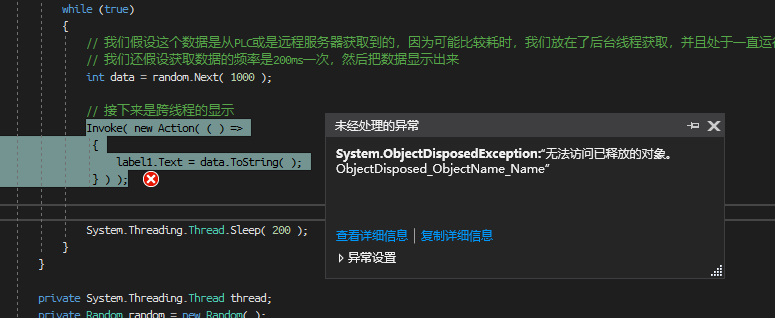 while (true)
{
// 我们假设这个数据是从PLC或是远程服务器获取到的，因为可能比较耗时，我们放在了后台线程获取，并且处于一直运
// 我们还假设获取数据的频率是200ms一次，然后把数据显示出来
int data = random.Next( 1000 );
// 接下来是跨线程的显示
Invoke( new Action( ( ) =>
{
label1.Text = data.ToString( );
} ) );
未经处理的异常
System.ObjectDisposedException:“无法访问已释放的对象。
ObjectDisposed_ObjectName_Name”
查看详细信息 | 复制详细信息
异常设置
System.Threading.Thread.Sleep( 200 );
}
}
private System.Threading.Thread thread;
private Random random = new Random( );